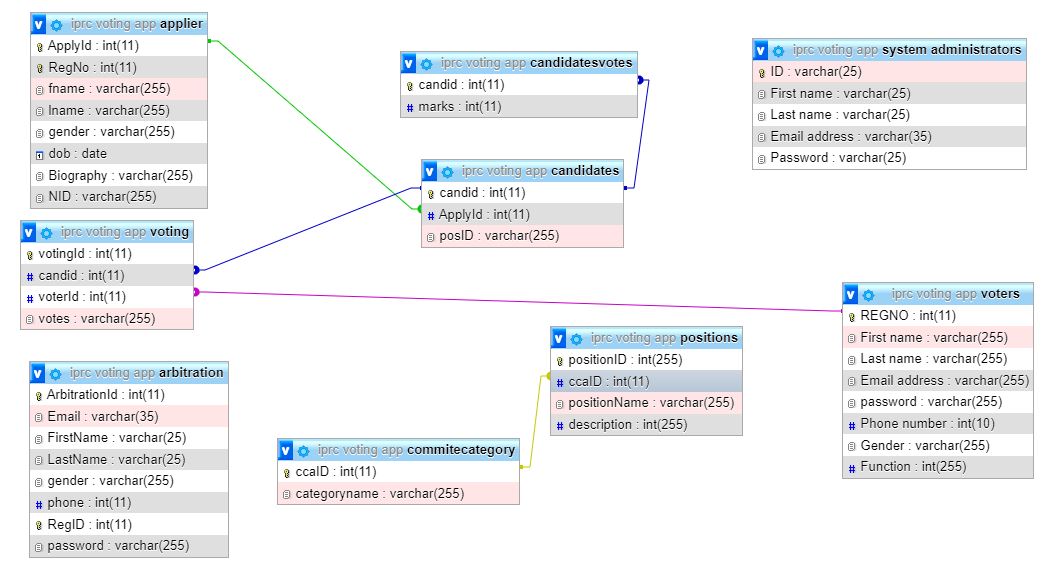 v iprc voting app applier
ApplyId : int(11)
RegNo : int(11)
fname : varchar(255)
lname : varchar(255)
gender : varchar(255)
dob : date
Biography : varchar(255)
NID : varchar(255)
v iprc voting app candidatesvotes
candid : int(11)
# marks : int(11)
v iprc voting app system administrators
ID : varchar(25)
First name : varchar(25)
Last name : varchar(25)
Email address : varchar(35)
Password : varchar(25)
v iprc voting app candidates
candid : int(11)
# ApplyId : int(11)
posID : varchar(255)
v iprc voting app voting
votingId : int(11)
# candid : int(11)
# voterId : int(11)
votes : varchar(255)
v iprc voting app voters
REGNO : int(11)
First name : varchar(255)
Last name : varchar(255)
Email address : varchar(255)
password : varchar(255)
# Phone number : int(10)
Gender : varchar(255)
# Function : int(255)
v iprc voting app positions
positionID : int(255)
# ccaID : int(11)
positionName : varchar(255)
# description : int(255)
v iprc voting app arbitration
ArbitrationId : int(11)
Email : varchar(35)
FirstName : varchar(25)
LastName : varchar(25)
gender : varchar(255)
# phone : int(11)
RegID : int(11)
password : varchar(255)
v iprc voting app commitecategory
ccaID : int(11)
categoryname : varchar(255)